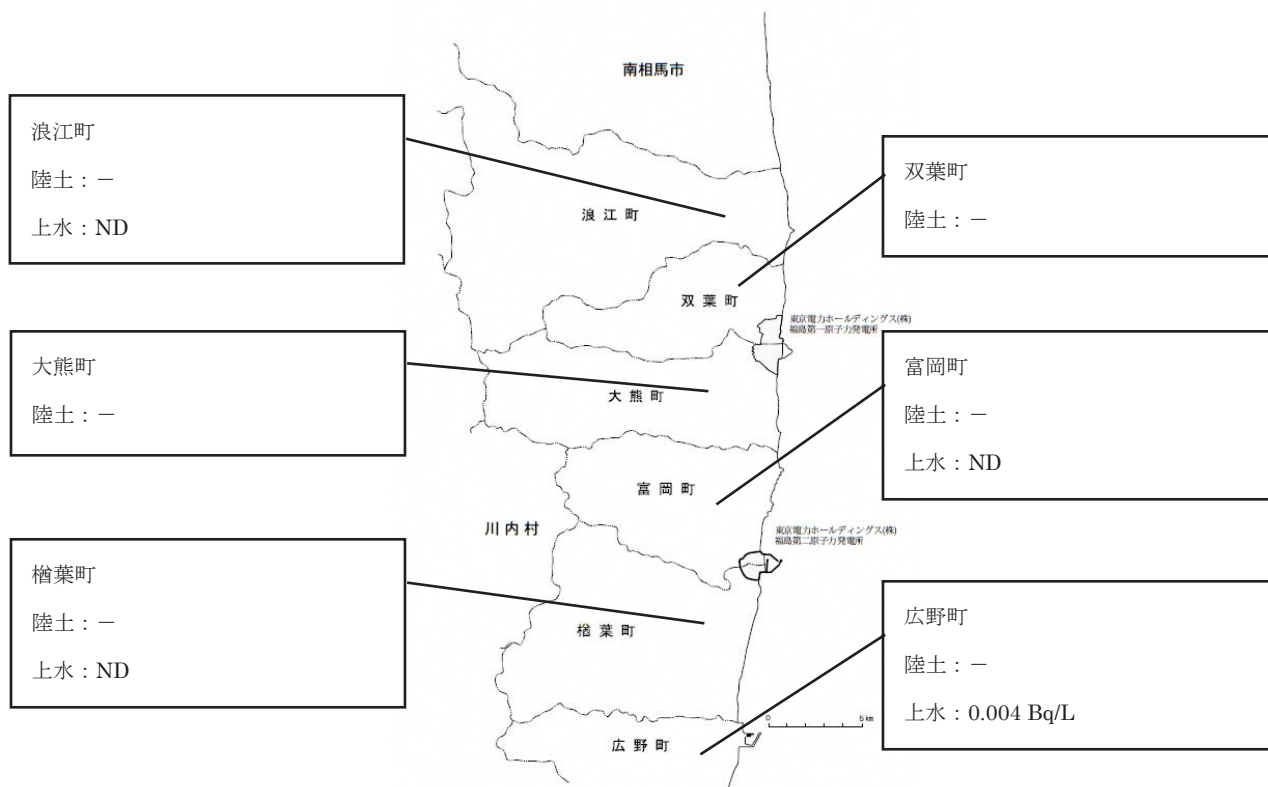 南相馬市
浪江町
陸土：－
上水：ND
双葉町
陸土：－
浪江町
双葉町
東京電力ホールディングス(株)
福島第一原子力発電所
大熊町
陸土：－
富岡町
陸土：－
上水：ND
大熊町
富岡町
川内村
東京電力ホールディングス(株)
福島第二原子力発電所
楢葉町
陸土：－
上水：ND
広野町
陸土：－
上水：0.004 Bq/L
楢葉町
0 5km
広野町